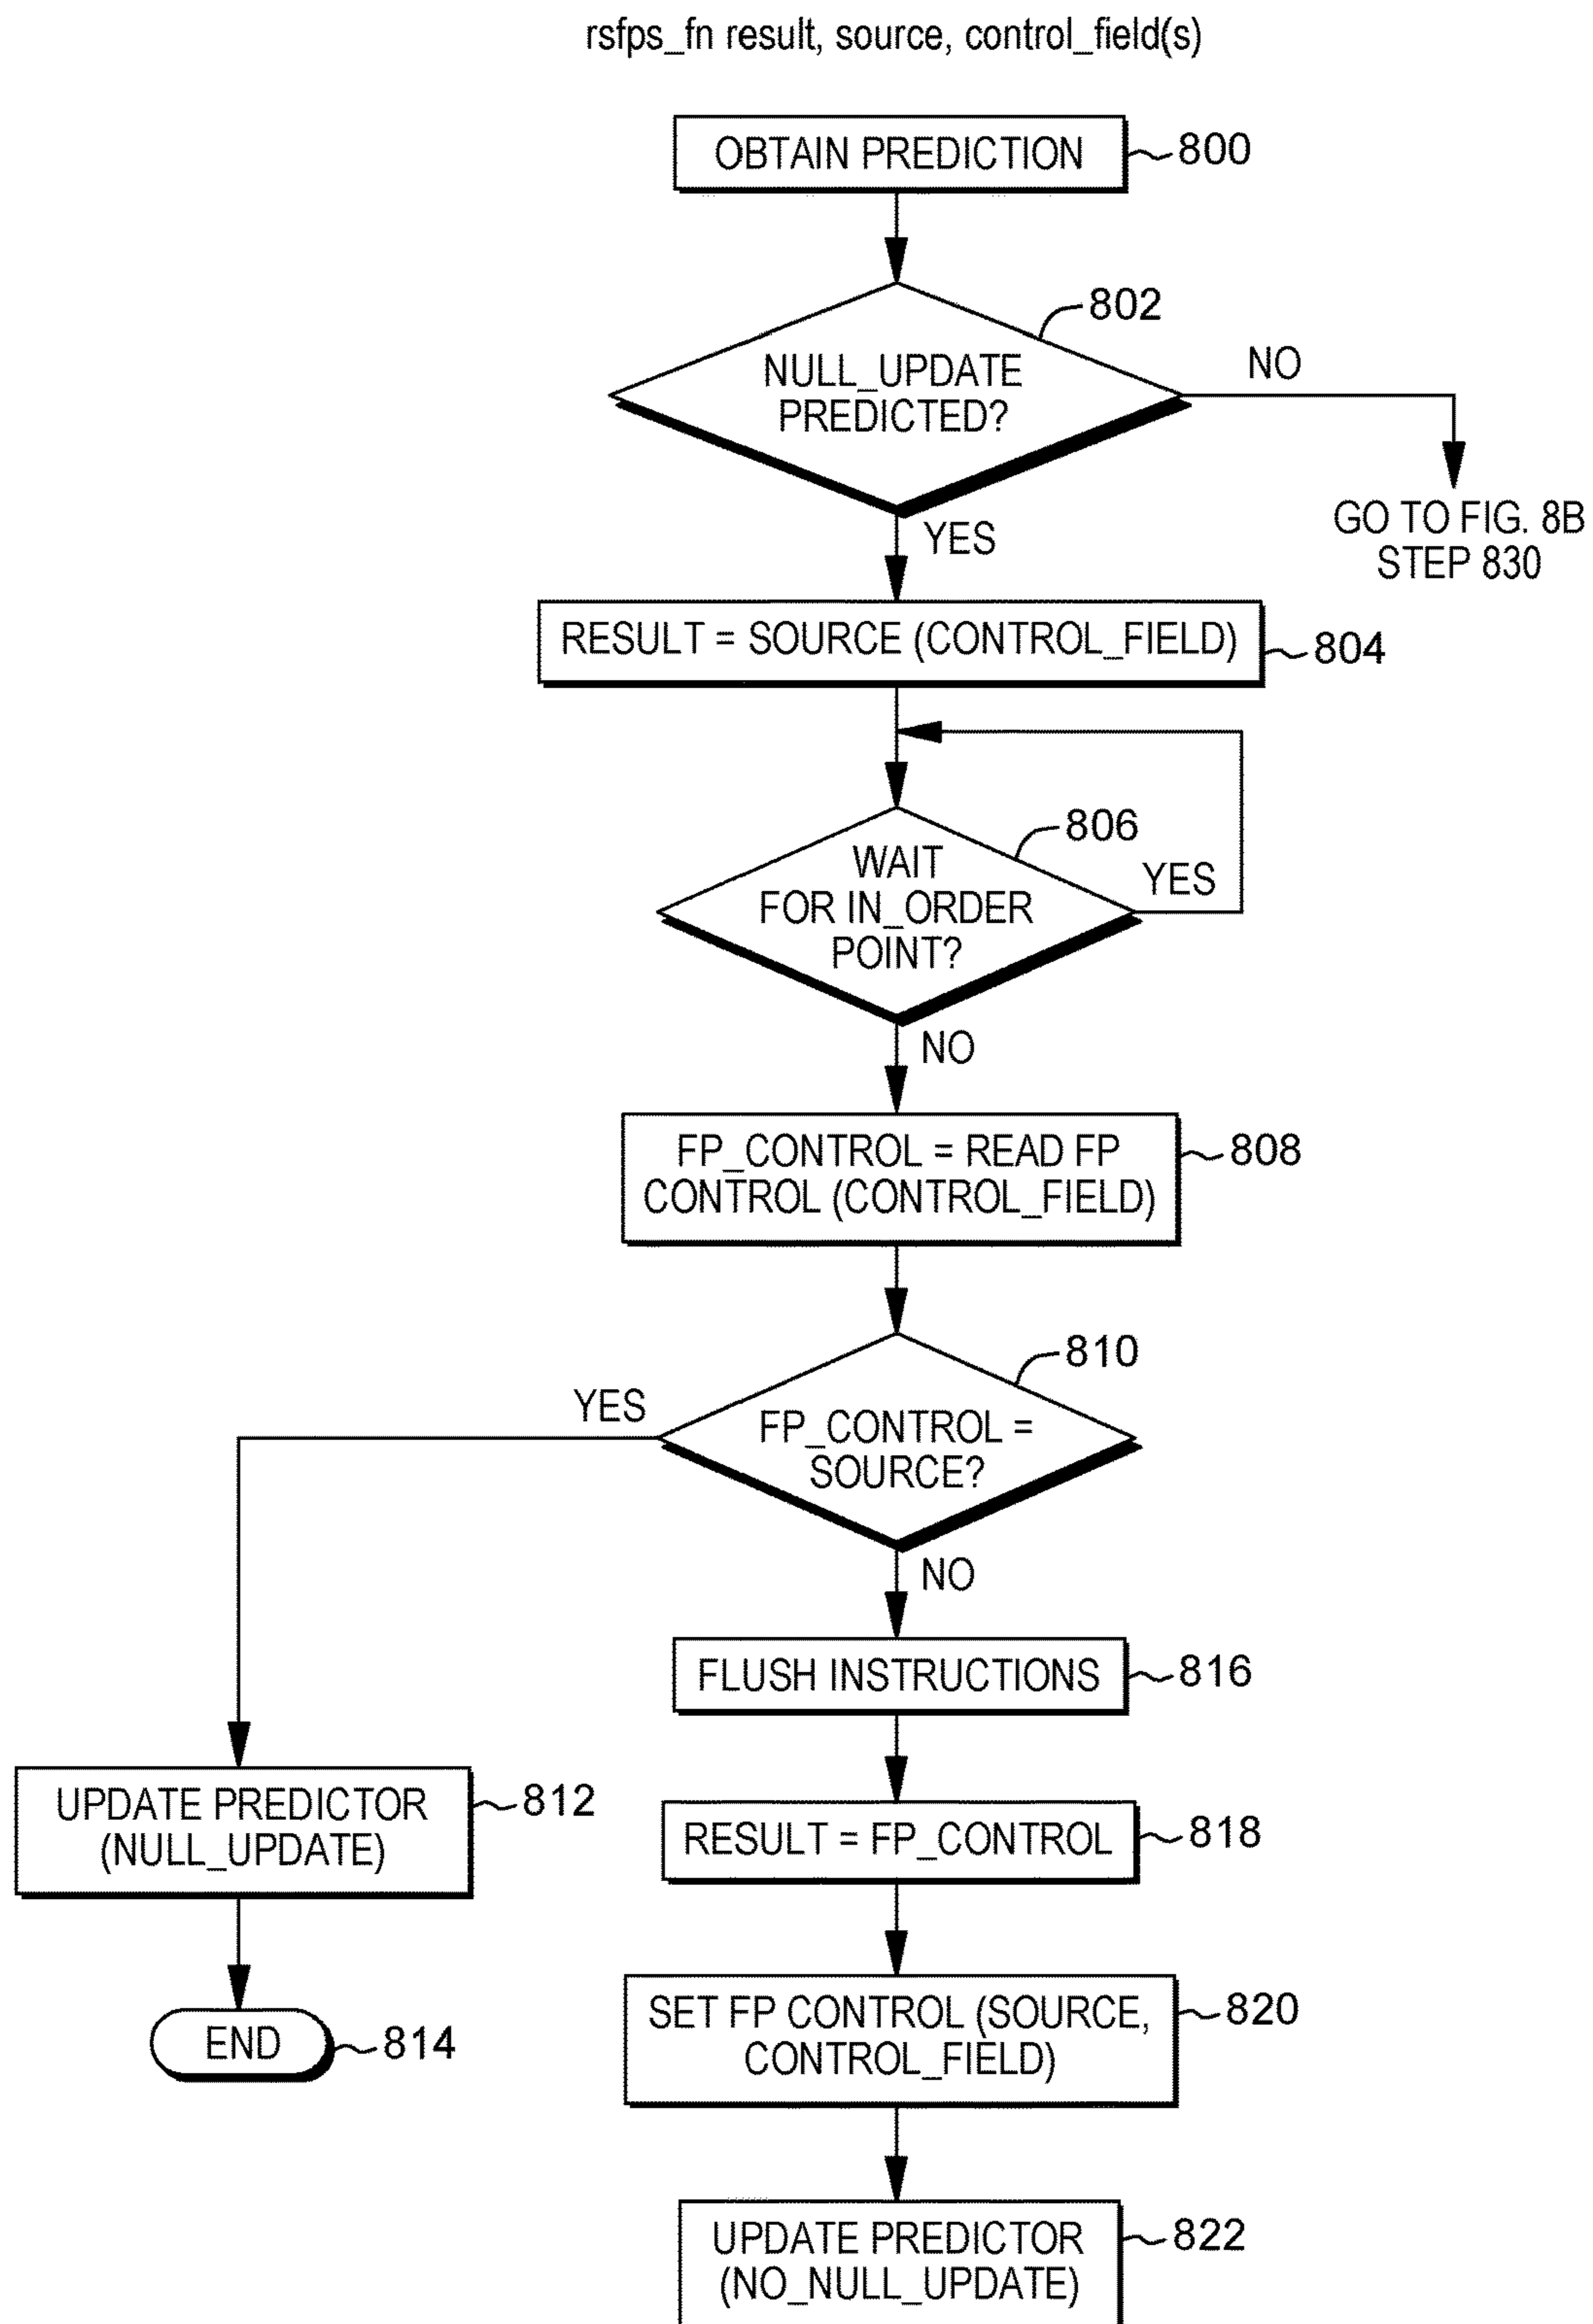 rsfps_fn result, source, control_field(s)
OBTAIN PREDICTION
800
802
NULL_UPDATE
PREDICTED?
NO
GO TO FIG. 8B
STEP 830
YES
RESULT = SOURCE (CONTROL_FIELD)
804
806
WAIT
FOR IN_ORDER
POINT?
YES
NO
FP_CONTROL = READ FP
CONTROL (CONTROL_FIELD)
808
810
YES
FP_CONTROL =
SOURCE?
NO
FLUSH INSTRUCTIONS
816
UPDATE PREDICTOR
(NULL_UPDATE)
812
RESULT = FP_CONTROL
818
END
814
SET FP CONTROL (SOURCE,
CONTROL_FIELD)
820
UPDATE PREDICTOR
(NO_NULL_UPDATE)
822